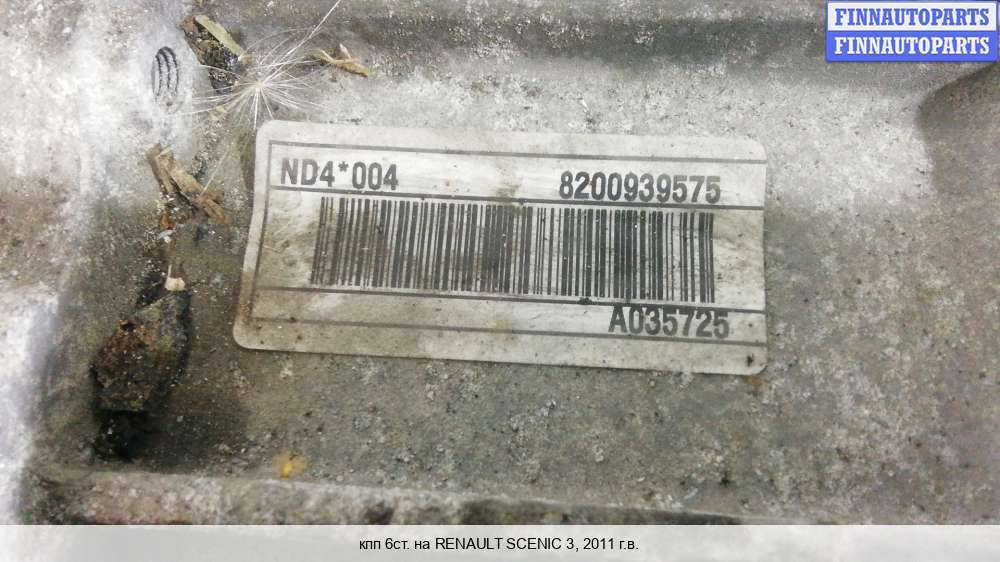 FINNAUTOPARTS
FINNAUTOPARTS
ND4*004 8200939575
A035725
кпп 6ст. на RENAULT SCENIC 3, 2011 г.в.